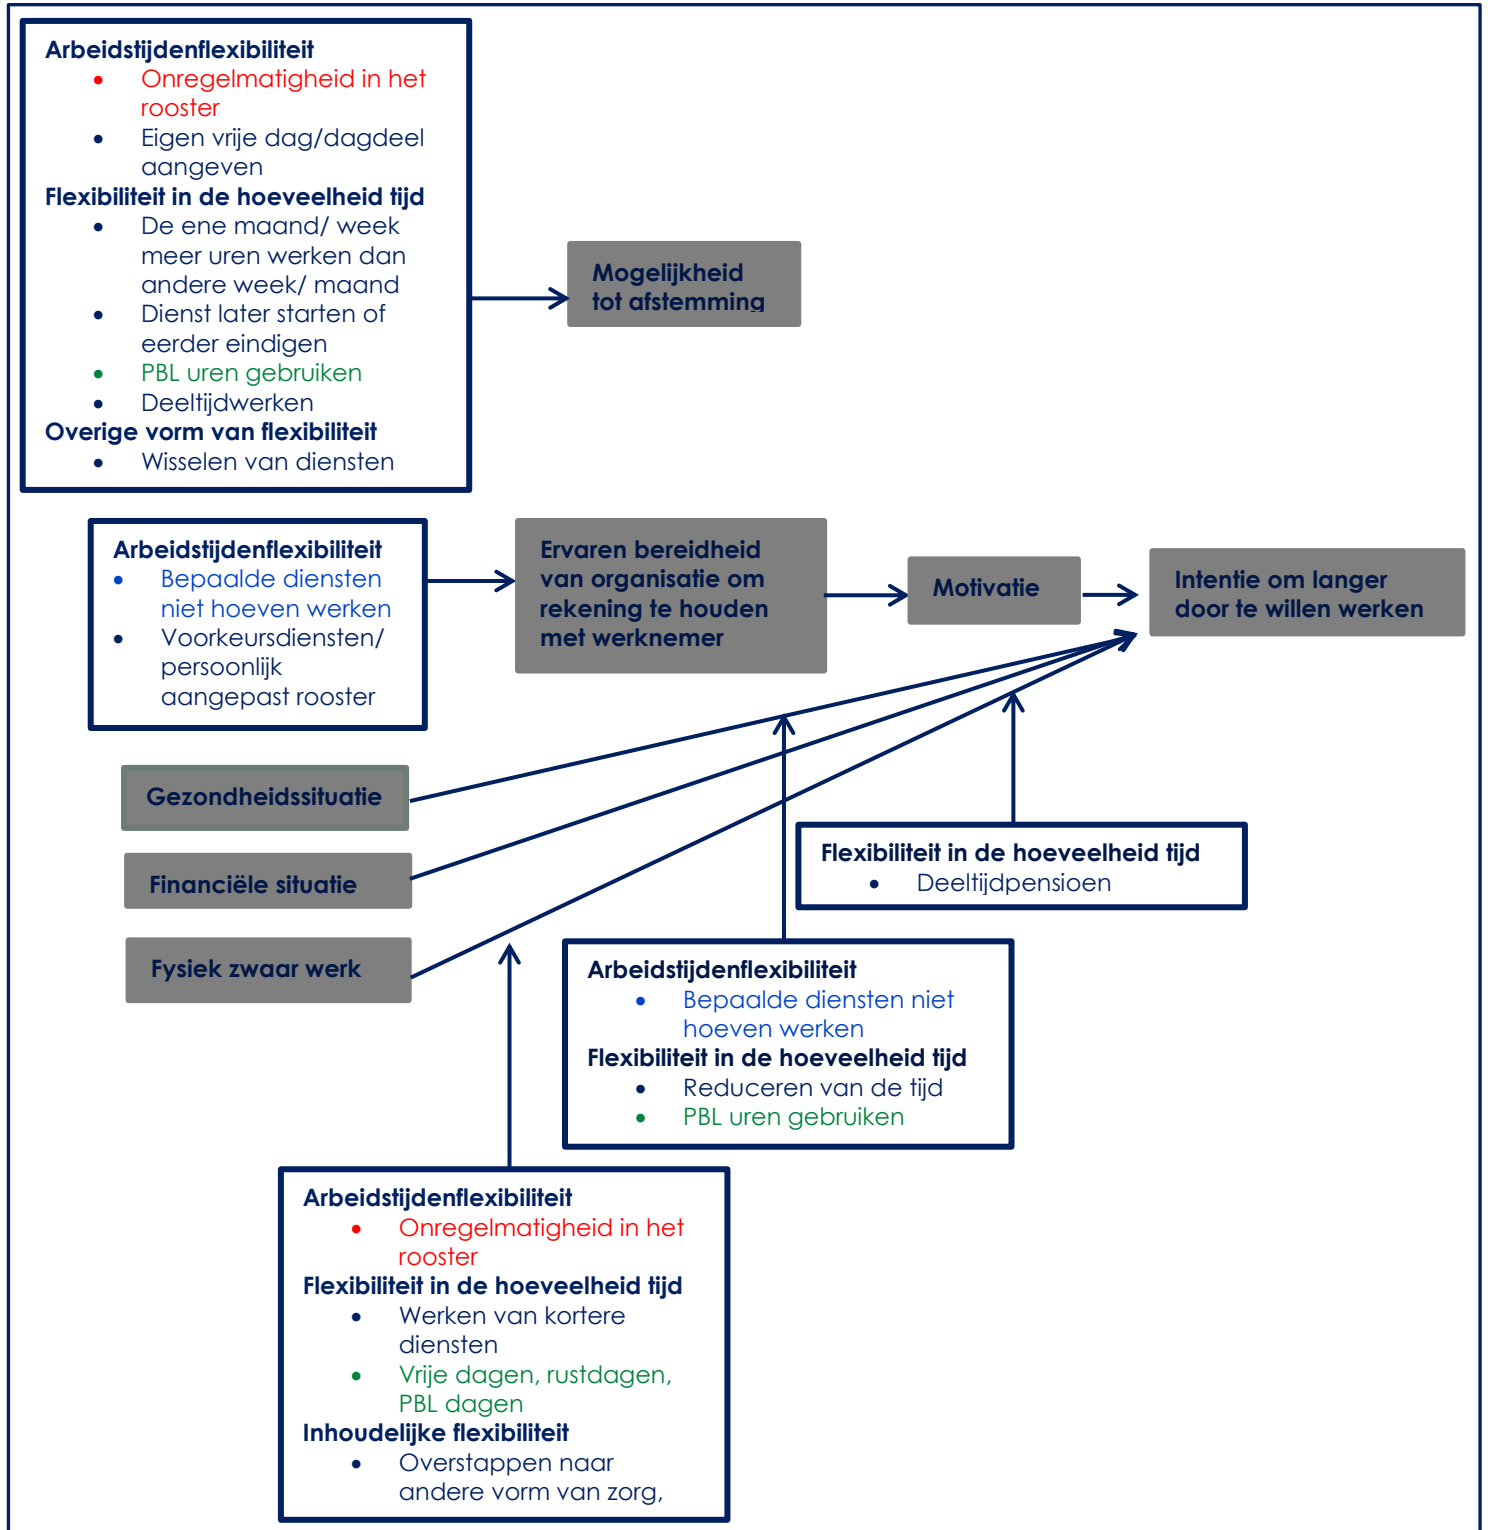 Arbeidstijdenflexibiliteit
• Onregelmatigheid in het
rooster
• Eigen vrije dag/dagdeel
aangeven
Flexibiliteit in de hoeveelheid tijd
• De ene maand/ week
meer uren werken dan
andere week/ maand
• Dienst later starten of
eerder eindigen
• PBL uren gebruiken
• Deeltijdwerken
Overige vorm van flexibiliteit
• Wisselen van diensten
Mogelijkheid
tot afstemming
Arbeidstijdenflexibiliteit
• Bepaalde diensten
niet hoeven werken
• Voorkeursdiensten/
persoonlijk
aangepast rooster
Ervaren bereidheid
van organisatie om
rekening te houden
met werknemer
Motivatie
Intentie om langer
door te willen werken
Gezondheidssituatie
Financiële situatie
Fysiek zwaar werk
Flexibiliteit in de hoeveelheid tijd
• Deeltijdpensioen
Arbeidstijdenflexibiliteit
• Bepaalde diensten niet
hoeven werken
Flexibiliteit in de hoeveelheid tijd
• Reduceren van de tijd
• PBL uren gebruiken
Arbeidstijdenflexibiliteit
• Onregelmatigheid in het
rooster
Flexibiliteit in de hoeveelheid tijd
• Werken van kortere
diensten
• Vrije dagen, rustdagen,
PBL dagen
Inhoudelijke flexibiliteit
• Overstappen naar
andere vorm van zorg,